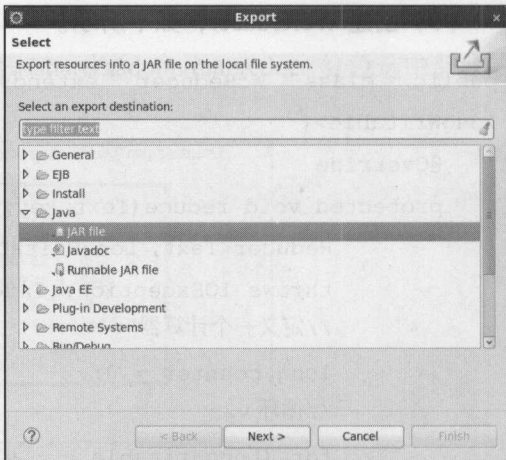 Export
Select
Export resources into a JAR file on the local file system.
Select an export destination:
type filter text
General
EJB
Install
Java
JAR file
Javadoc
Runnable JAR file
Java EE
Plug-in Development
Remote Systems
Run/Debug
< Back
Next >
Cancel
Finish